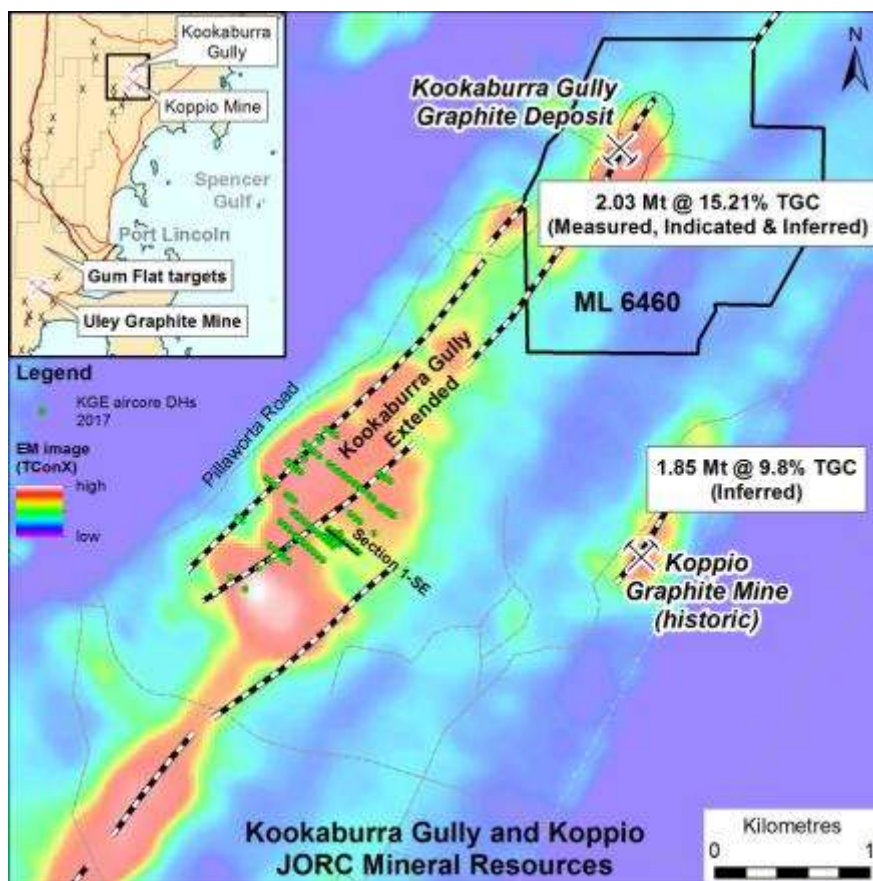 Kookaburra
Gully
Koppio Mine
Spencer
Gulf
Port Lincoln
Gum Flat targets
Uley Graphite Mine
N
Kookaburra Gully
Graphite Deposit
2.03 Mt @ 15.21% TGC
(Measured, Indicated & Inferred)
ML 6460
Legend
KGE aircore DHs
2017
EM image
(TConX)
high
low
Pillaworta Road
Kookaburra Gully
Extended
Section 1-SE
1.85 Mt @ 9.8% TGC
(Inferred)
Koppio
Graphite Mine
(historic)
Kookaburra Gully and Koppio
JORC Mineral Resources
Kilometres
0 1